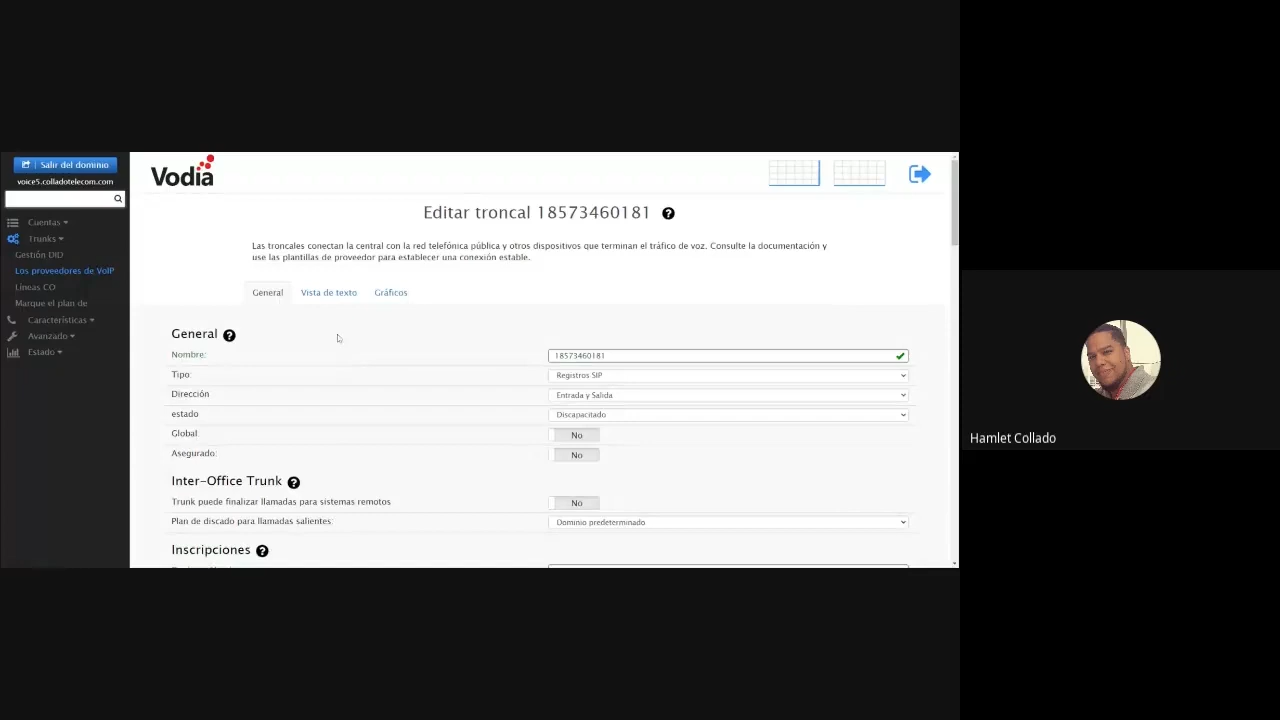 Salir del dominio
voice5.colladotelecom.com
Cuentas
Trunks
Gestión DID
Los proveedores de VoIP
Líneas CO
Marque el plan de
Características
Avanzado
Estado
Vodia
Editar troncal 18573460181
Las troncales conectan la central con la red telefónica pública y otros dispositivos que terminan el tráfico de voz. Consulte la documentación y
use las plantillas de proveedor para establecer una conexión estable.
General Vista de texto Gráficos
General
Nombre: 18573460181
Tipo: Registros SIP
Dirección Entrada y Salida
estado Discapacitado
Global No
Asegurado: No
Inter-Office Trunk
Trunk puede finalizar llamadas para sistemas remotos No
Plan de discado para llamadas salientes: Dominio predeterminado
Inscripciones
Hamlet Collado